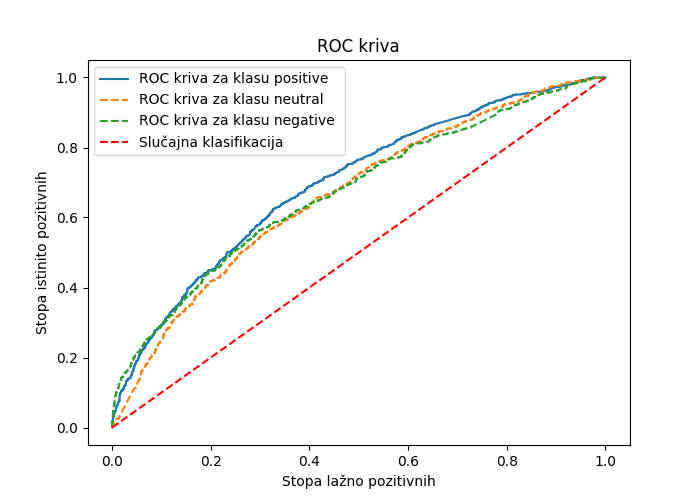 ROC kriva
ROC kriva za klasu positive
ROC kriva za klasu neutral
ROC kriva za klasu negative
Slučajna klasifikacija
Stopa istinito pozitivnih
1.0
0.8
0.6
0.4
0.2
0.0
0.0 0.2 0.4 0.6 0.8 1.0
Stopa lažno pozitivnih